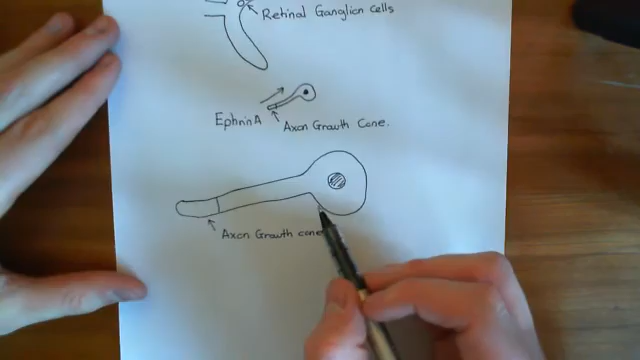 Retinal Ganglion cells
EphrinA
Axon Growth Cone.
Axon Growth cone